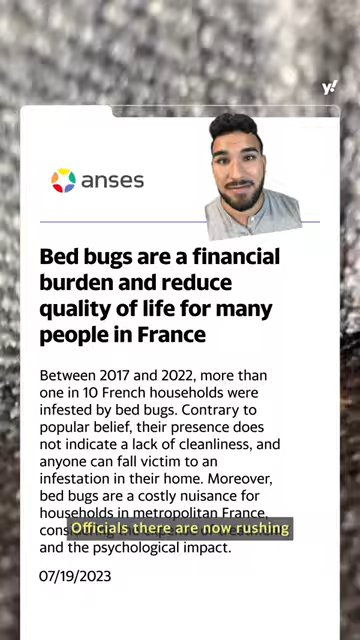 y!
anses
Bed bugs are a financial
burden and reduce
quality of life for many
people in France
Between 2017 and 2022, more than
one in 10 French households were
infested by bed bugs. Contrary to
popular belief, their presence does
not indicate a lack of cleanliness, and
anyone can fall victim to an
infestation in their home. Moreover,
bed bugs are a costly nuisance for
households in metropolitan France,
Officials there are now rushing
and the psychological impact.
07/19/2023